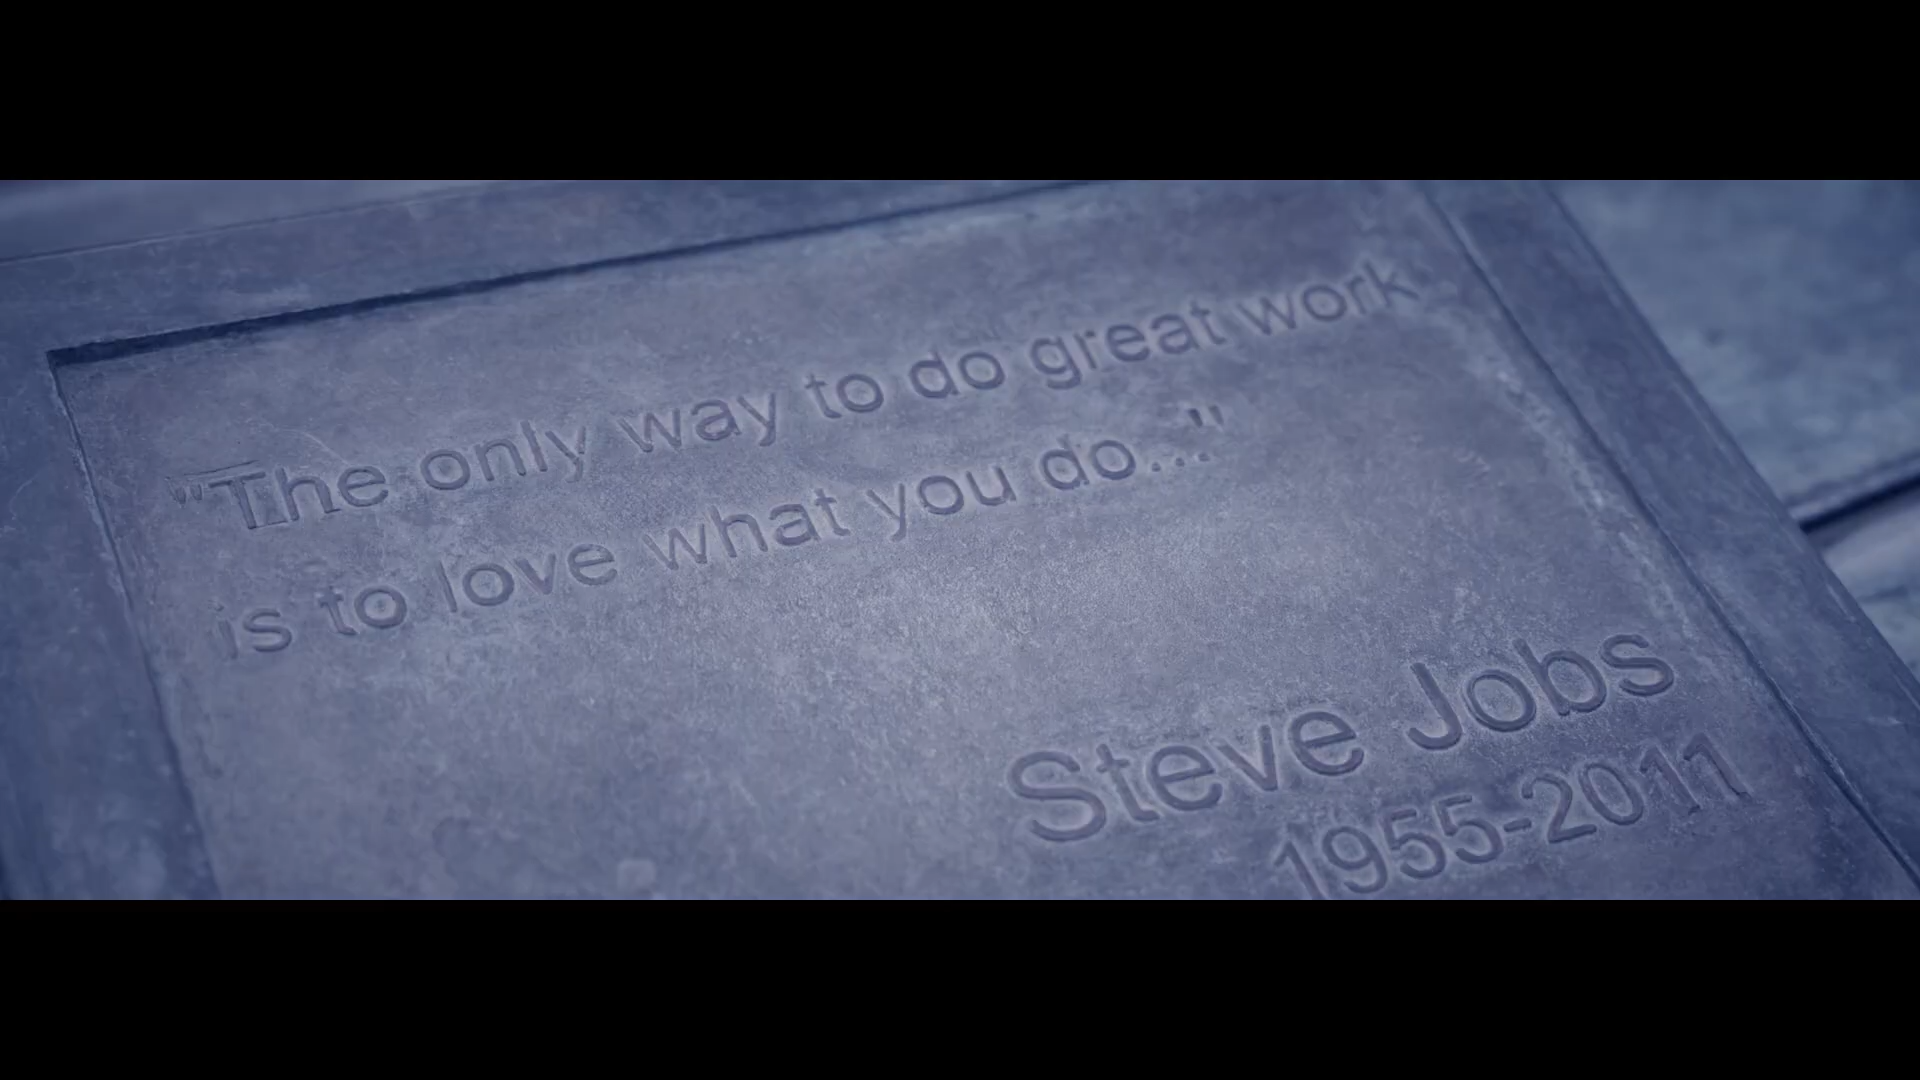 "The only way to do great work
is to love what you do..."
Steve Jobs
1955-2011